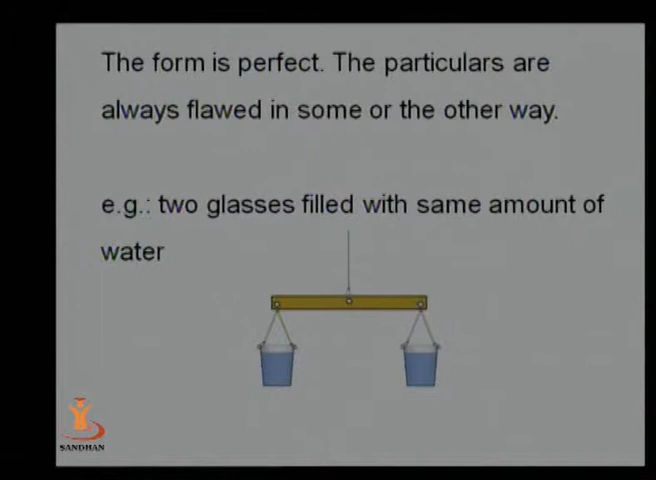 The form is perfect. The particulars are
always flawed in some or the other way.
e.g.: two glasses filled with same amount of
water
SANDHAN